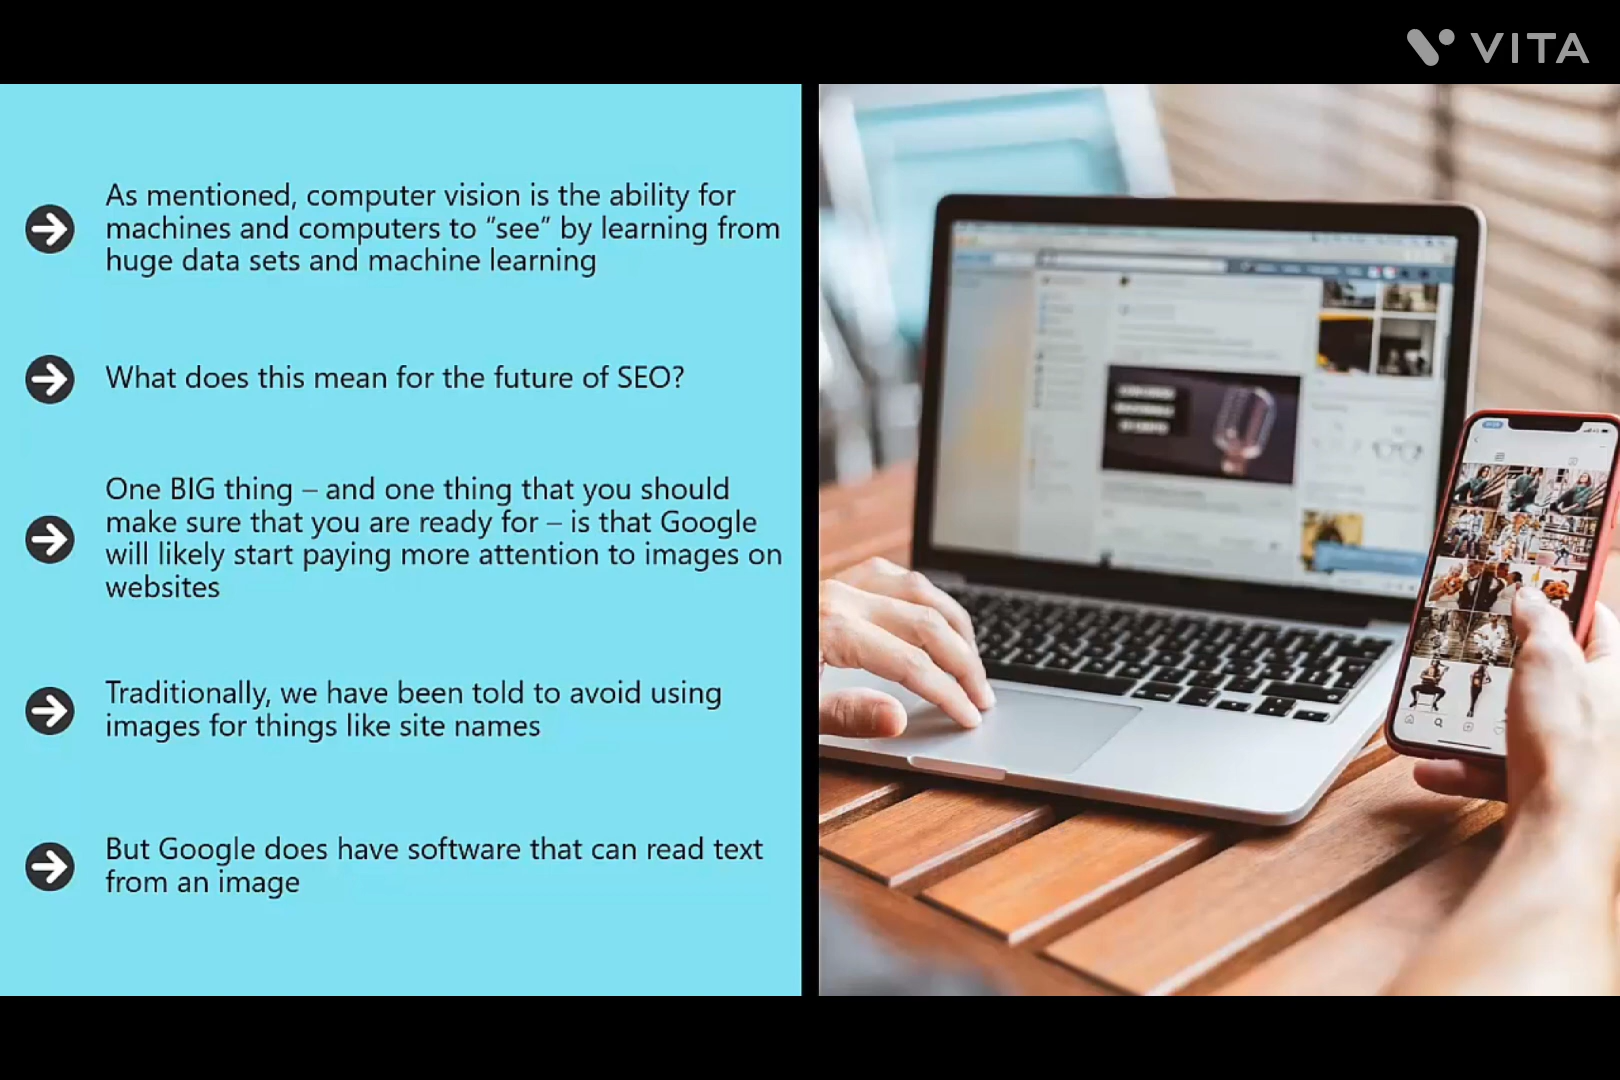 VITA
As mentioned, computer vision is the ability for
machines and computers to “see” by learning from
huge data sets and machine learning
What does this mean for the future of SEO?
One BIG thing – and one thing that you should
make sure that you are ready for – is that Google
will likely start paying more attention to images on
websites
Traditionally, we have been told to avoid using
images for things like site names
But Google does have software that can read text
from an image